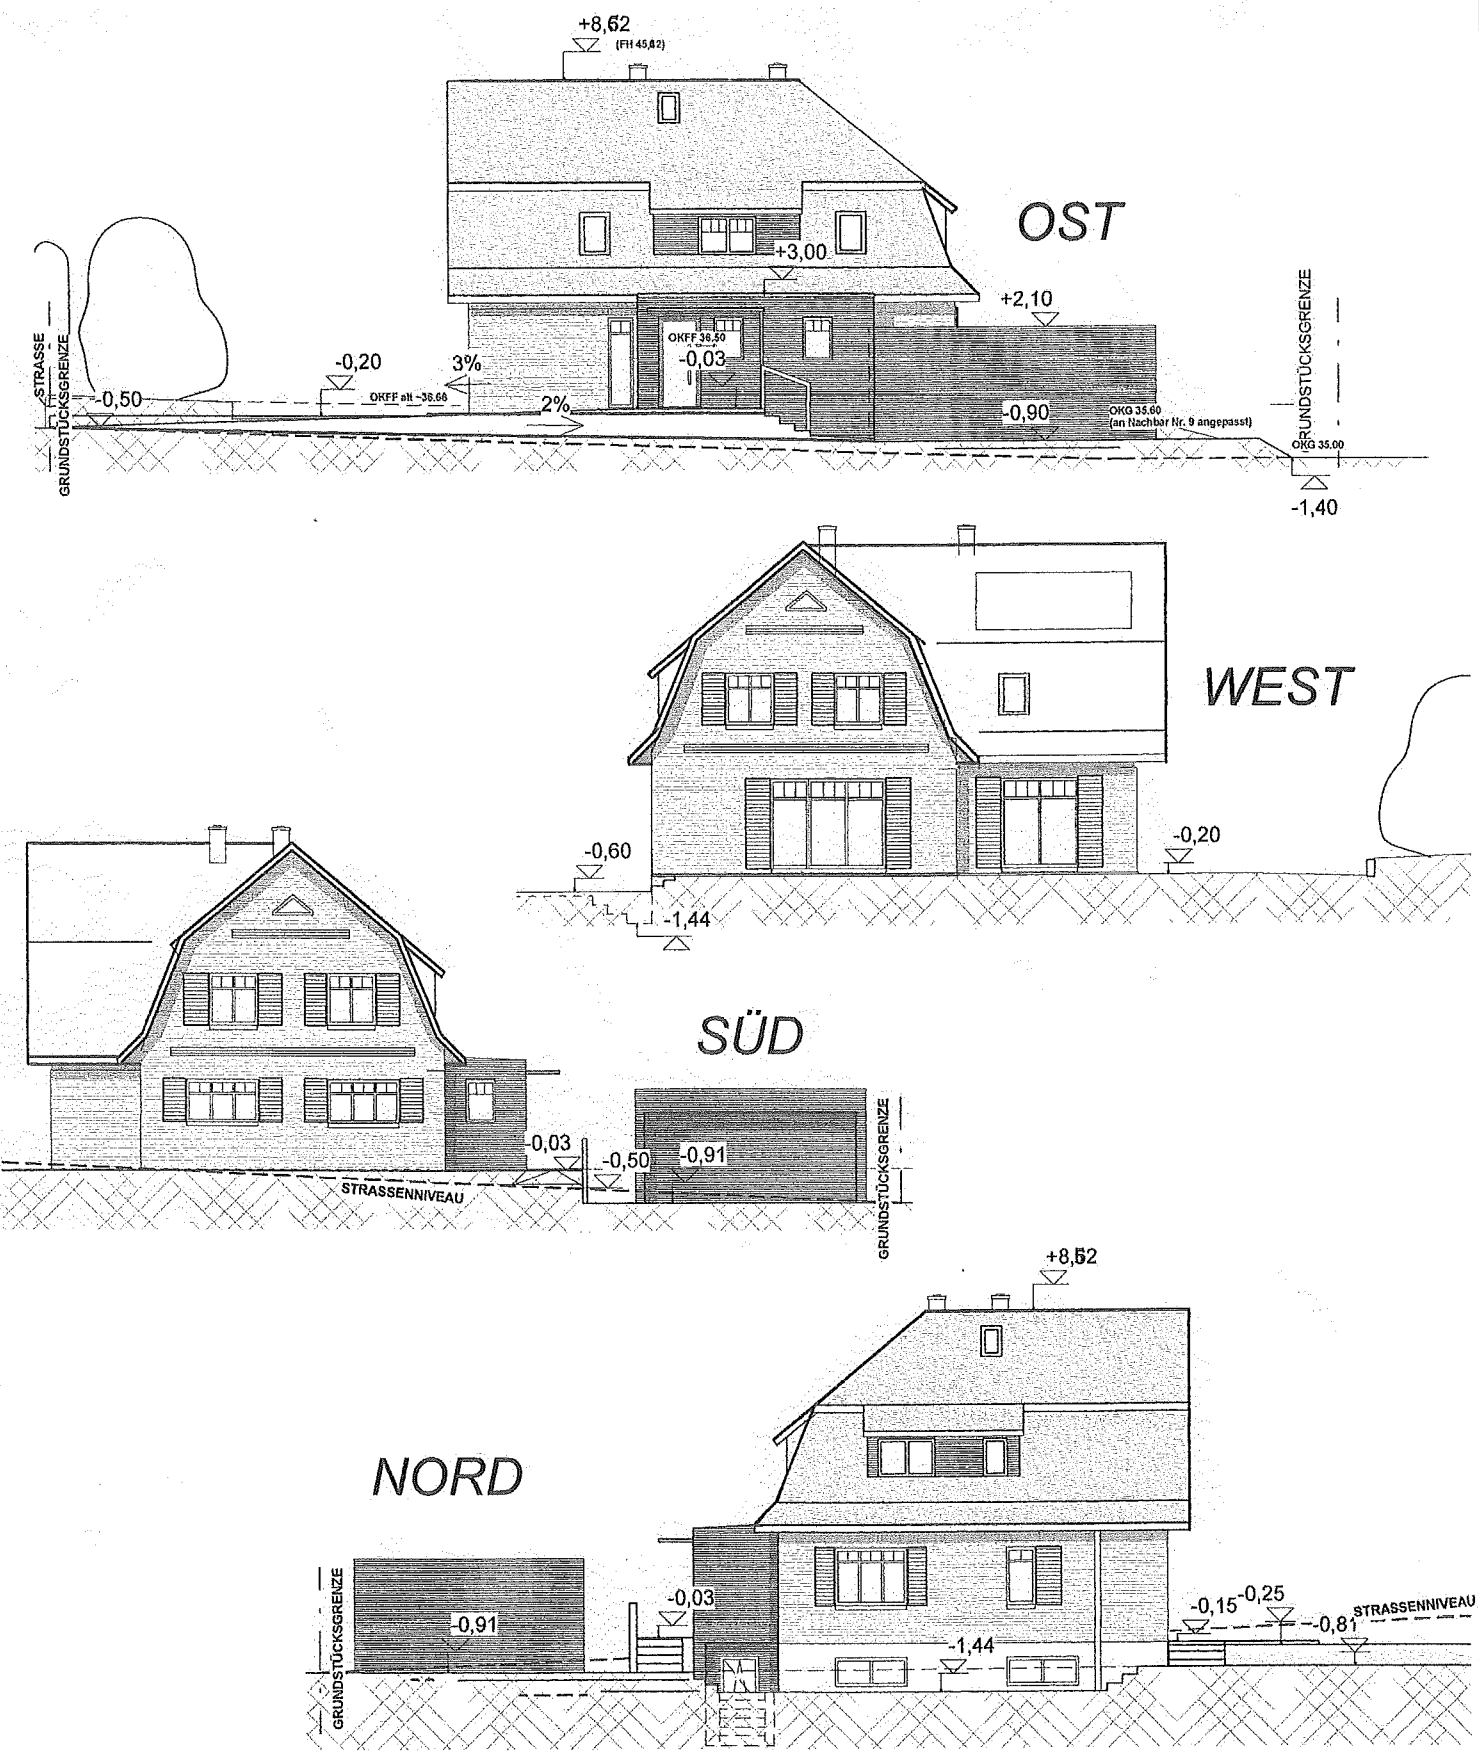 +8,62
(FH 45,02)
OST
+3,00
+2,10
STRASSE
GRUNDSTÜCKSGRENZE
-0,50
-0,20
OKFF alt ~36.66
3%
2%
OKFF 36.50
-0,03
-0,90
OKG 35.60
(an Nachbar Nr. 9 angepasst)
GRUNDSTÜCKSGRENZE
OKG 35.00
-1,40
WEST
-0,60
-1,44
-0,20
SÜD
-0,03
-0,50
-0,91
STRASSENNIVEAU
GRUNDSTÜCKSGRENZE
+8,52
NORD
GRUNDSTÜCKSGRENZE
-0,91
-0,03
-1,44
-0,15
-0,25
-0,81
STRASSENNIVEAU